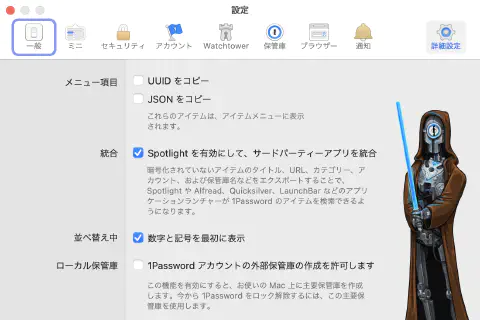 設定
一般
ミニ
セキュリティ
アカウント
Watchtower
保管庫
ブラウザー
通知
詳細設定
メニュー項目
UUID をコピー
JSON をコピー
これらのアイテムは、アイテムメニューに表示
されます。
統合
Spotlight を有効にして、サードパーティーアプリを統合
暗号化されていないアイテムのタイトル、URL、カテゴリー、ア
カウント、および保管庫名などをエクスポートすることで、
Spotlight や Alfread、Quicksilver、LaunchBar などのアプリ
ケーションランチャーが 1Password のアイテムを検索できるよ
うになります。
並べ替え中
数字と記号を最初に表示
ローカル保管庫
1Password アカウントの外部保管庫の作成を許可します
この機能を有効にすると、お使いの Mac 上に主要保管庫を作成
します。今から 1Password をロック解除するには、この主要保
管庫を使用します。